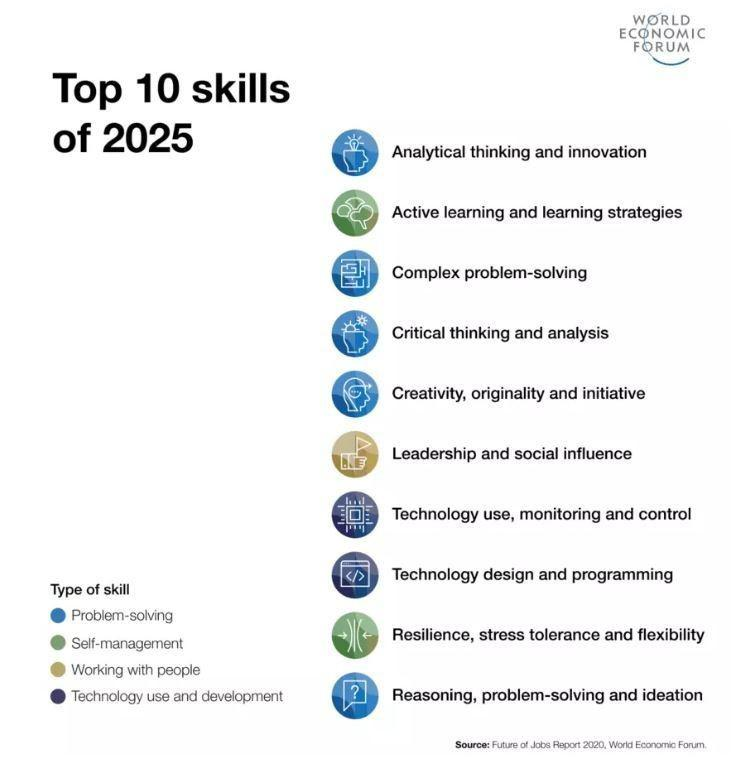 WORLD
ECONOMIC
FORUM
Top 10 skills
of 2025
Analytical thinking and innovation
Active learning and learning strategies
Complex problem-solving
Critical thinking and analysis
Creativity, originality and initiative
Leadership and social influence
Technology use, monitoring and control
Technology design and programming
Resilience, stress tolerance and flexibility
Reasoning, problem-solving and ideation
Type of skill
Problem-solving
Self-management
Working with people
Technology use and development
Source: Future of Jobs Report 2020, World Economic Forum.